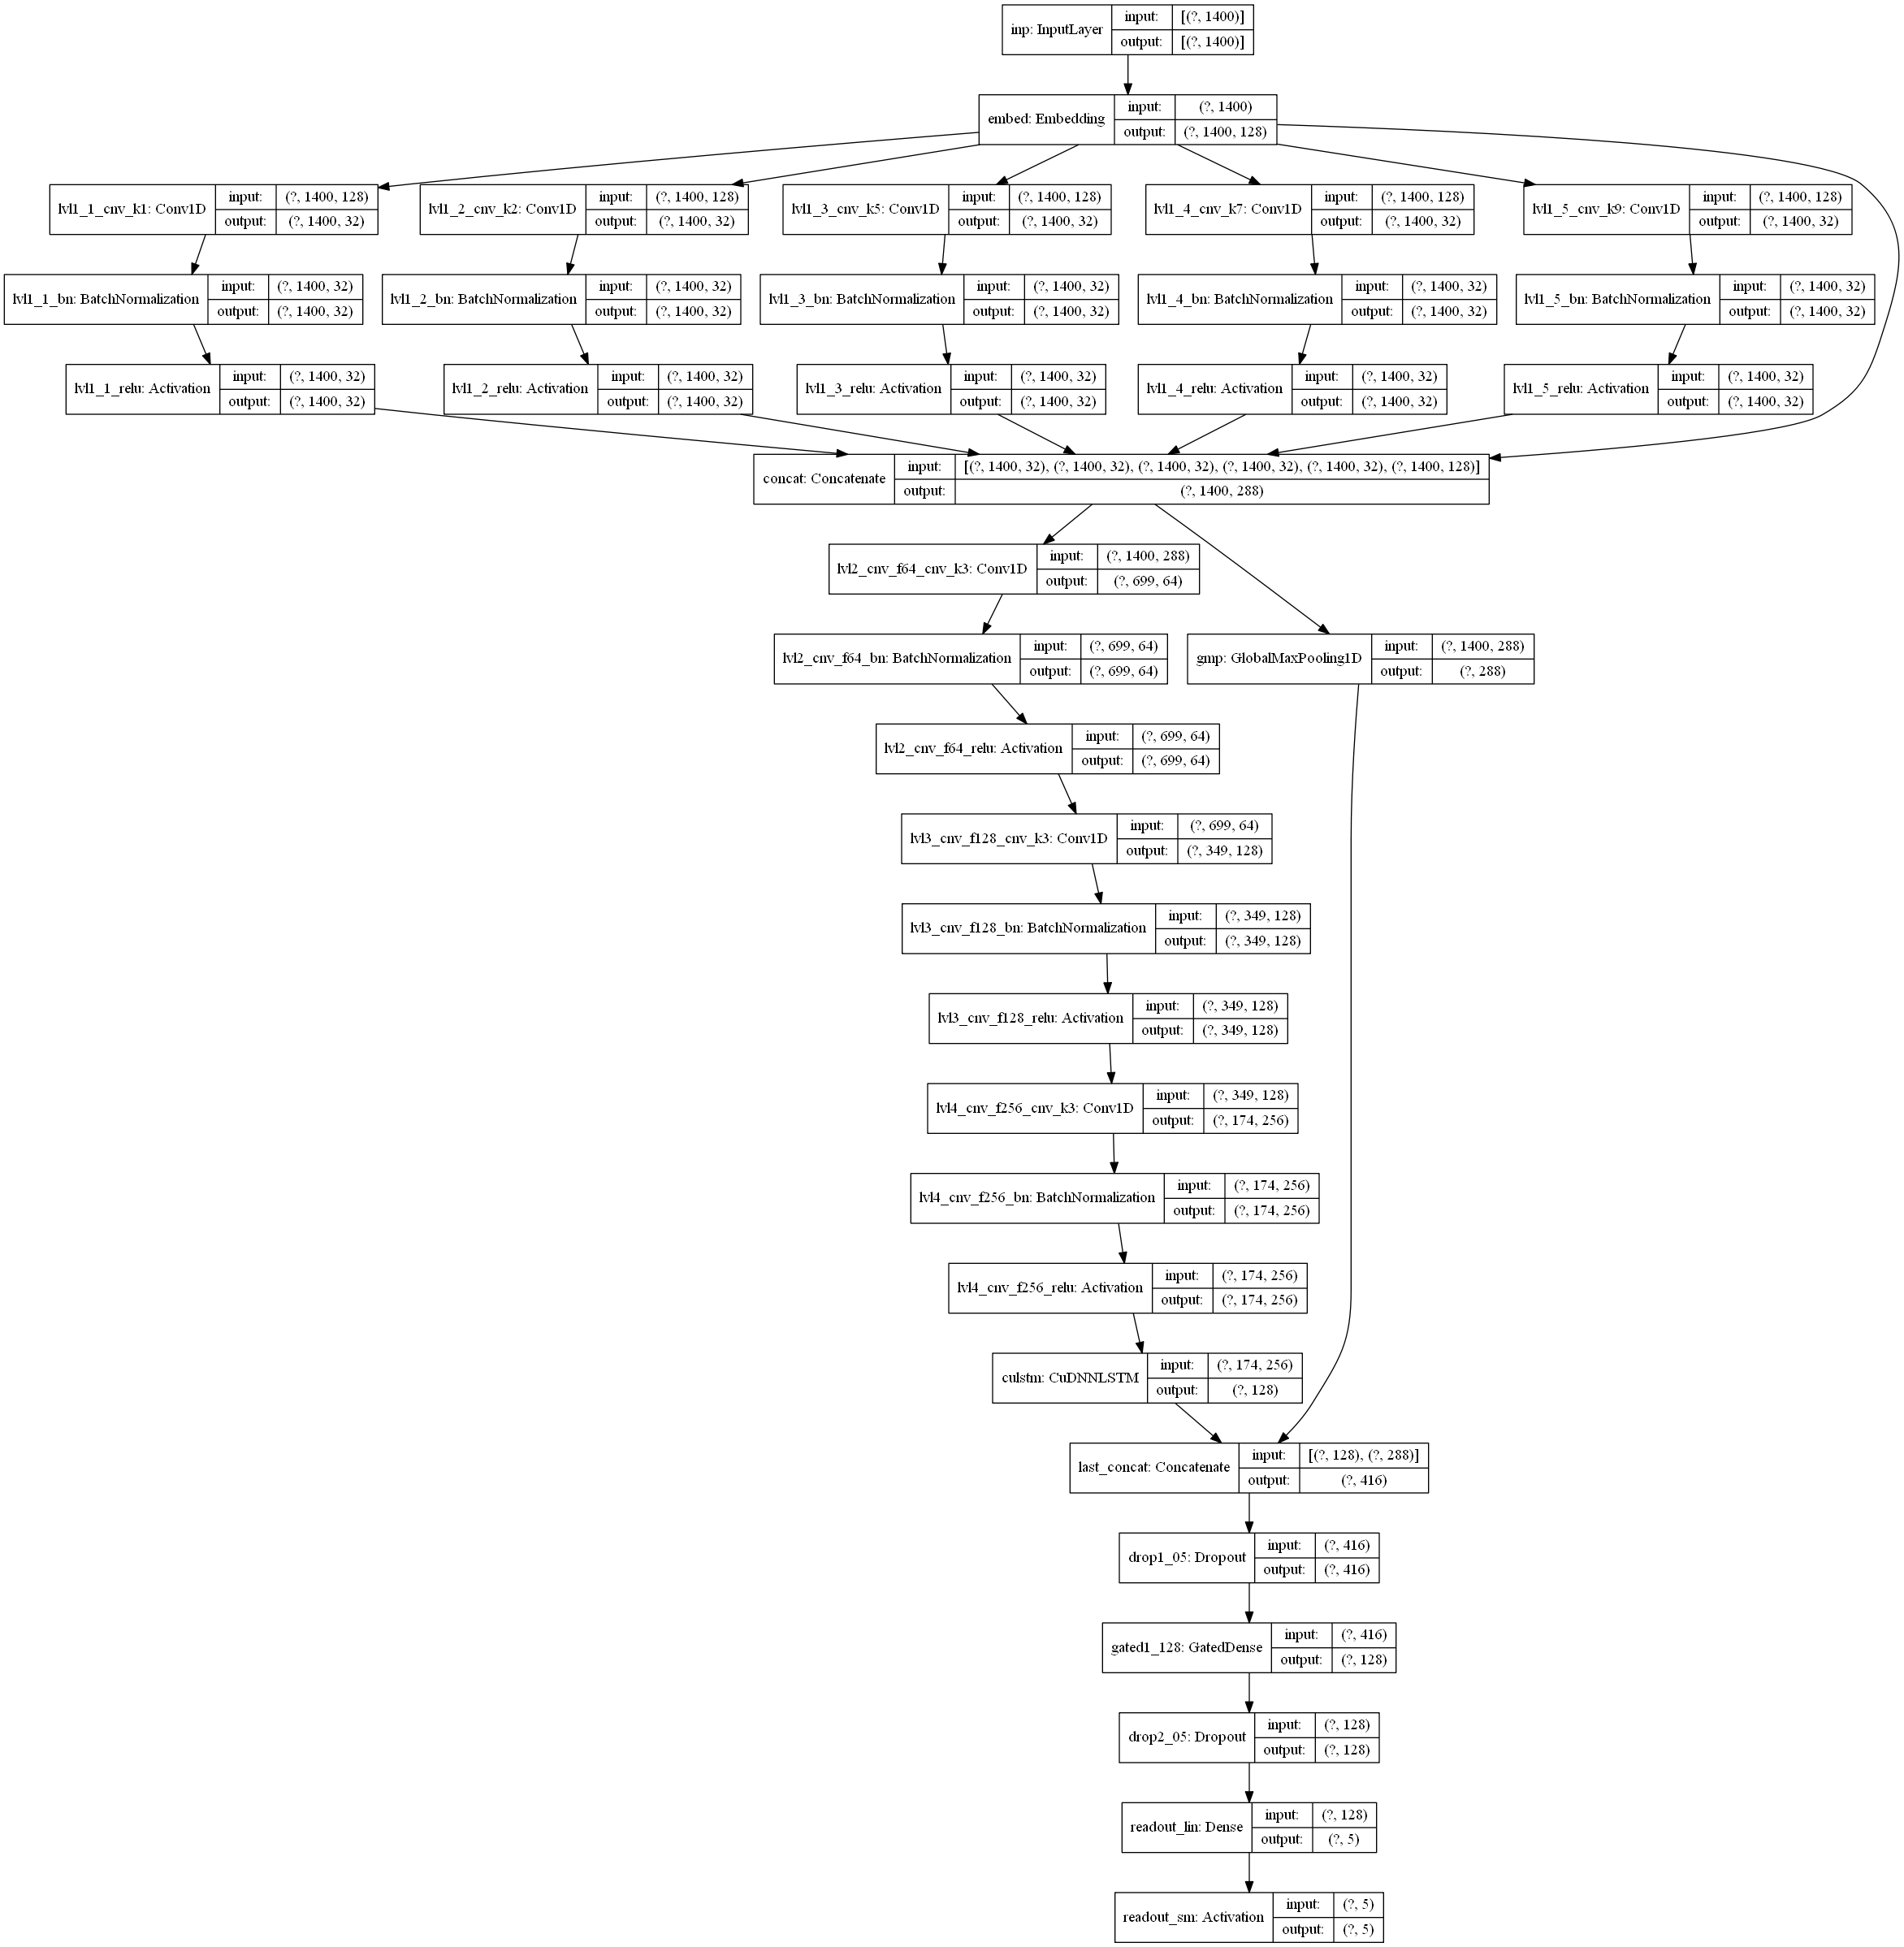 inp: InputLayer
input: [(?, 1400)]
output: [(?, 1400)]
embed: Embedding
input: (?, 1400)
output: (?, 1400, 128)
lvl1_1_cnv_k1: Conv1D
input: (?, 1400, 128)
output: (?, 1400, 32)
lvl1_2_cnv_k2: Conv1D
input: (?, 1400, 128)
output: (?, 1400, 32)
lvl1_3_cnv_k5: Conv1D
input: (?, 1400, 128)
output: (?, 1400, 32)
lvl1_4_cnv_k7: Conv1D
input: (?, 1400, 128)
output: (?, 1400, 32)
lvl1_5_cnv_k9: Conv1D
input: (?, 1400, 128)
output: (?, 1400, 32)
lvl1_1_bn: BatchNormalization
input: (?, 1400, 32)
output: (?, 1400, 32)
lvl1_2_bn: BatchNormalization
input: (?, 1400, 32)
output: (?, 1400, 32)
lvl1_3_bn: BatchNormalization
input: (?, 1400, 32)
output: (?, 1400, 32)
lvl1_4_bn: BatchNormalization
input: (?, 1400, 32)
output: (?, 1400, 32)
lvl1_5_bn: BatchNormalization
input: (?, 1400, 32)
output: (?, 1400, 32)
lvl1_1_relu: Activation
input: (?, 1400, 32)
output: (?, 1400, 32)
lvl1_2_relu: Activation
input: (?, 1400, 32)
output: (?, 1400, 32)
lvl1_3_relu: Activation
input: (?, 1400, 32)
output: (?, 1400, 32)
lvl1_4_relu: Activation
input: (?, 1400, 32)
output: (?, 1400, 32)
lvl1_5_relu: Activation
input: (?, 1400, 32)
output: (?, 1400, 32)
concat: Concatenate
input: [(?, 1400, 32), (?, 1400, 32), (?, 1400, 32), (?, 1400, 32), (?, 1400, 32), (?, 1400, 128)]
output: (?, 1400, 288)
lvl2_cnv_f64_cnv_k3: Conv1D
input: (?, 1400, 288)
output: (?, 699, 64)
lvl2_cnv_f64_bn: BatchNormalization
input: (?, 699, 64)
output: (?, 699, 64)
gmp: GlobalMaxPooling1D
input: (?, 1400, 288)
output: (?, 288)
lvl2_cnv_f64_relu: Activation
input: (?, 699, 64)
output: (?, 699, 64)
lvl3_cnv_f128_cnv_k3: Conv1D
input: (?, 699, 64)
output: (?, 349, 128)
lvl3_cnv_f128_bn: BatchNormalization
input: (?, 349, 128)
output: (?, 349, 128)
lvl3_cnv_f128_relu: Activation
input: (?, 349, 128)
output: (?, 349, 128)
lvl4_cnv_f256_cnv_k3: Conv1D
input: (?, 349, 128)
output: (?, 174, 256)
lvl4_cnv_f256_bn: BatchNormalization
input: (?, 174, 256)
output: (?, 174, 256)
lvl4_cnv_f256_relu: Activation
input: (?, 174, 256)
output: (?, 174, 256)
culstm: CuDNNLSTM
input: (?, 174, 256)
output: (?, 128)
last_concat: Concatenate
input: [(?, 128), (?, 288)]
output: (?, 416)
drop1_05: Dropout
input: (?, 416)
output: (?, 416)
gated1_128: GatedDense
input: (?, 416)
output: (?, 128)
drop2_05: Dropout
input: (?, 128)
output: (?, 128)
readout_lin: Dense
input: (?, 128)
output: (?, 5)
readout_sm: Activation
input: (?, 5)
output: (?, 5)